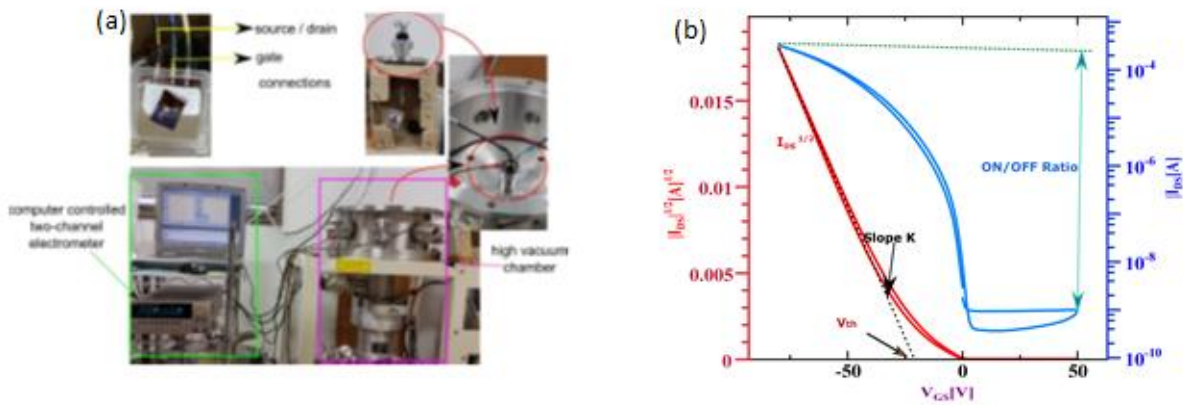 (a)
source / drain
gate
connections
computer controlled
two-channel
electrometer
high vacuum
chamber
(b)
0.015
0.01
0.005
0
|I_DS|^1/2[A]^1/2
I_DS^1/2
Slope K
V_th
ON/OFF Ratio
-50
0
50
V_GS[V]
10^-4
10^-6
10^-8
10^-10
|I_DS|[A]